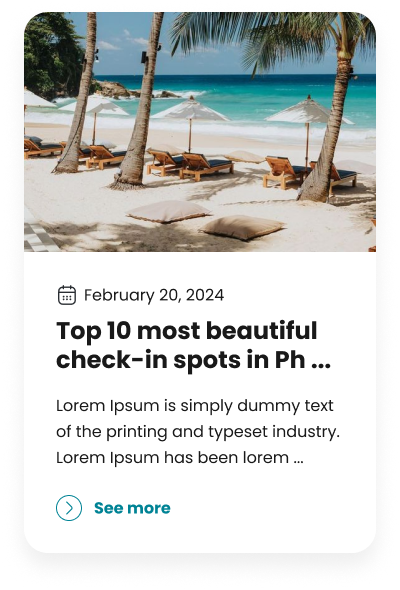 February 20, 2024
Top 10 most beautiful
check-in spots in Ph ...
Lorem Ipsum is simply dummy text
of the printing and typeset industry.
Lorem Ipsum has been lorem ...
See more